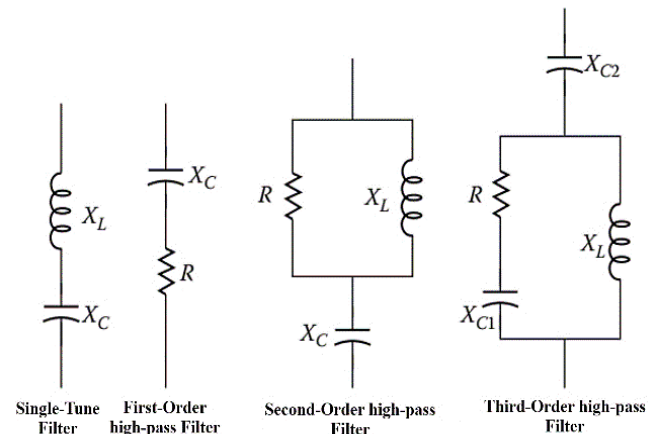 X_L
X_C
Single-Tune
Filter
X_C
R
First-Order
high-pass Filter
R
X_L
X_C
Second-Order high-pass
Filter
X_C2
R
X_L
X_C1
Third-Order high-pass
Filter